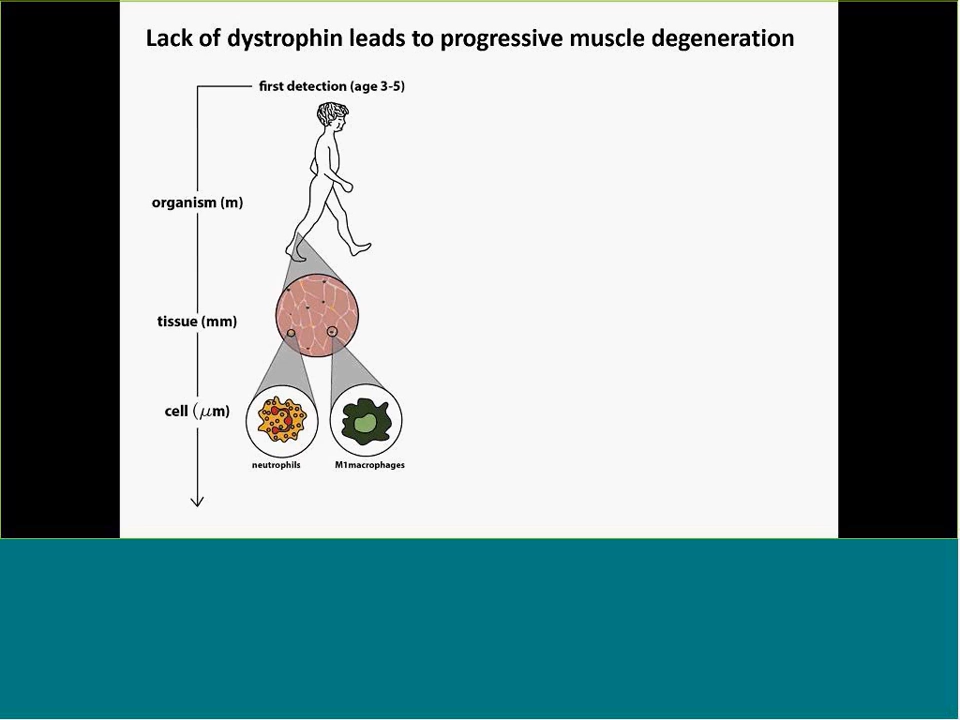 Lack of dystrophin leads to progressive muscle degeneration
first detection (age 3-5)
organism (m)
tissue (mm)
cell (μm)
neutrophils
M1macrophages